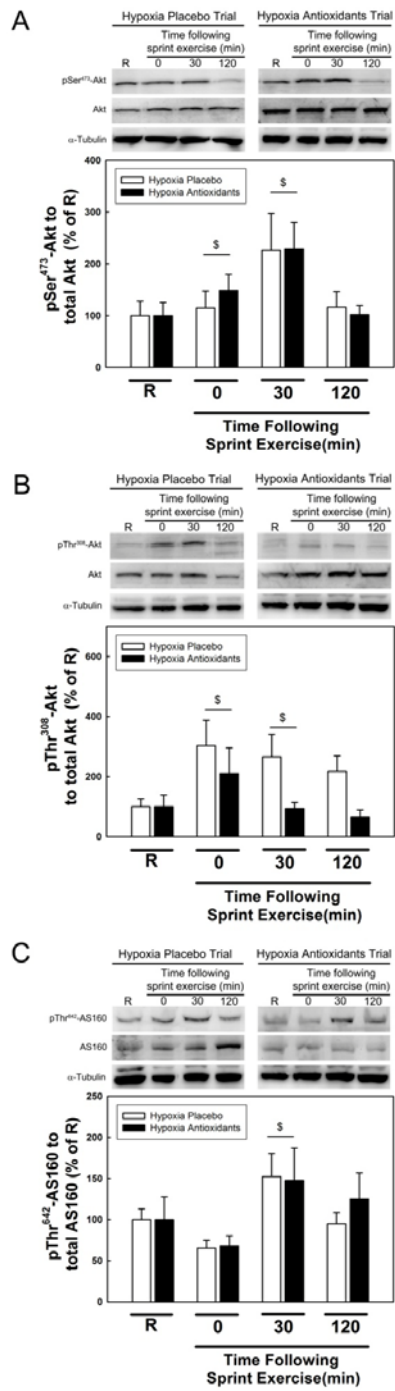 A
Hypoxia Placebo Trial
Hypoxia Antioxidants Trial
Time following
sprint exercise (min)
Time following
sprint exercise (min)
R 0 30 120
R 0 30 120
pSer⁴⁷³-Akt
Akt
α-Tubulin
400
300
200
100
0
Hypoxia Placebo
Hypoxia Antioxidants
$
$
pSer⁴⁷³-Akt to
total Akt (% of R)
R 0 30 120
Time Following
Sprint Exercise(min)
B
Hypoxia Placebo Trial
Hypoxia Antioxidants Trial
Time following
sprint exercise (min)
Time following
sprint exercise (min)
R 0 30 120
R 0 30 120
pThr³⁰⁸-Akt
Akt
α-Tubulin
600
400
200
0
Hypoxia Placebo
Hypoxia Antioxidants
$
$
pThr³⁰⁸-Akt
to total Akt (% of R)
R 0 30 120
Time Following
Sprint Exercise(min)
C
Hypoxia Placebo Trial
Hypoxia Antioxidants Trial
Time following
sprint exercise (min)
Time following
sprint exercise (min)
R 0 30 120
R 0 30 120
pThr⁶⁴²-AS160
AS160
α-Tubulin
250
200
150
100
50
0
Hypoxia Placebo
Hypoxia Antioxidants
$
pThr⁶⁴²-AS160 to
total AS160 (% of R)
R 0 30 120
Time Following
Sprint Exercise(min)